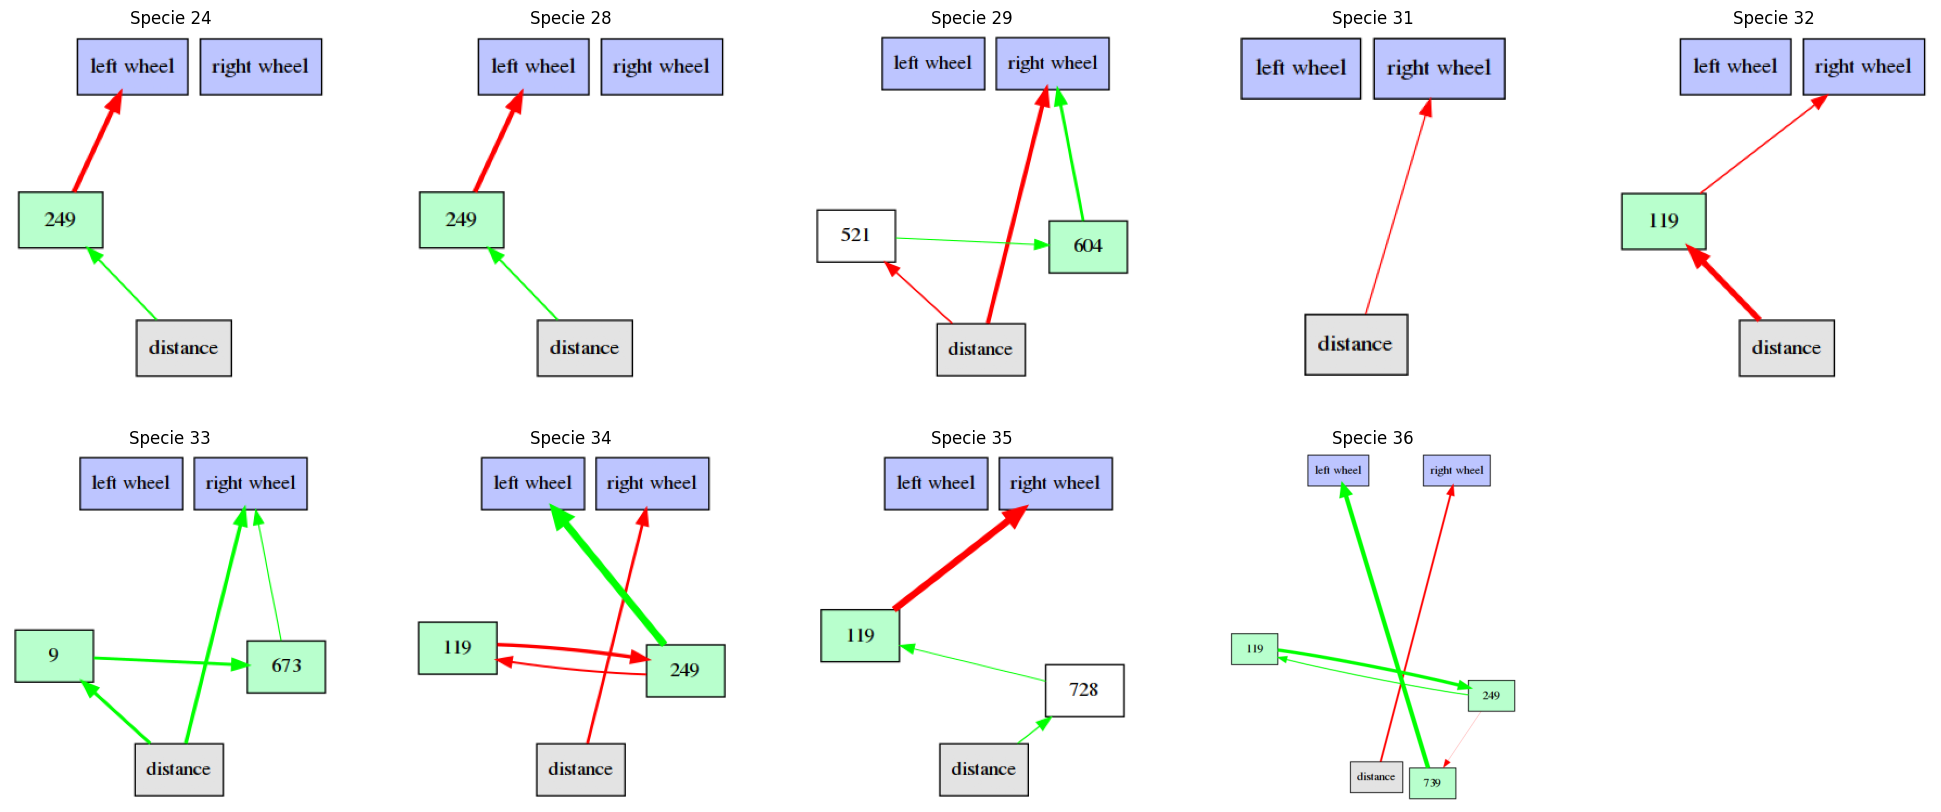 Specie 24
left wheel
right wheel
249
distance
Specie 28
left wheel
right wheel
249
distance
Specie 29
left wheel
right wheel
521
604
distance
Specie 31
left wheel
right wheel
distance
Specie 32
left wheel
right wheel
119
distance
Specie 33
left wheel
right wheel
9
673
distance
Specie 34
left wheel
right wheel
119
249
distance
Specie 35
left wheel
right wheel
119
728
distance
Specie 36
left wheel
right wheel
119
249
distance
739